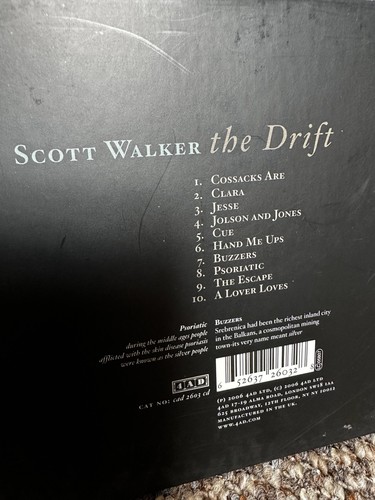 Scott Walker the Drift
1. Cossacks Are
2. Clara
3. Jesse
4. Jolson and Jones
5. Cue
6. Hand Me Ups
7. Buzzers
8. Psoriatic
9. The Escape
10. A Lover Loves
Psoriatic
during the middle ages people
afflicted with the skin disease psoriasis
were known as the silver people
Buzzers
Srebrenica had been the richest inland city
in the Balkans, a cosmopolitan mining
town its very name meant silver
4AD
CAT NO: cad 2603 cd
6 52637 26032 8
(P) 2006 4AD LTD, (C) 2006 4AD LTD
4AD 17-19 ALMA ROAD, LONDON SW18 1AA
625 BROADWAY, 12TH FLOOR, NY NY 10012
MANUFACTURED IN THE UK.
WWW.4AD.COM